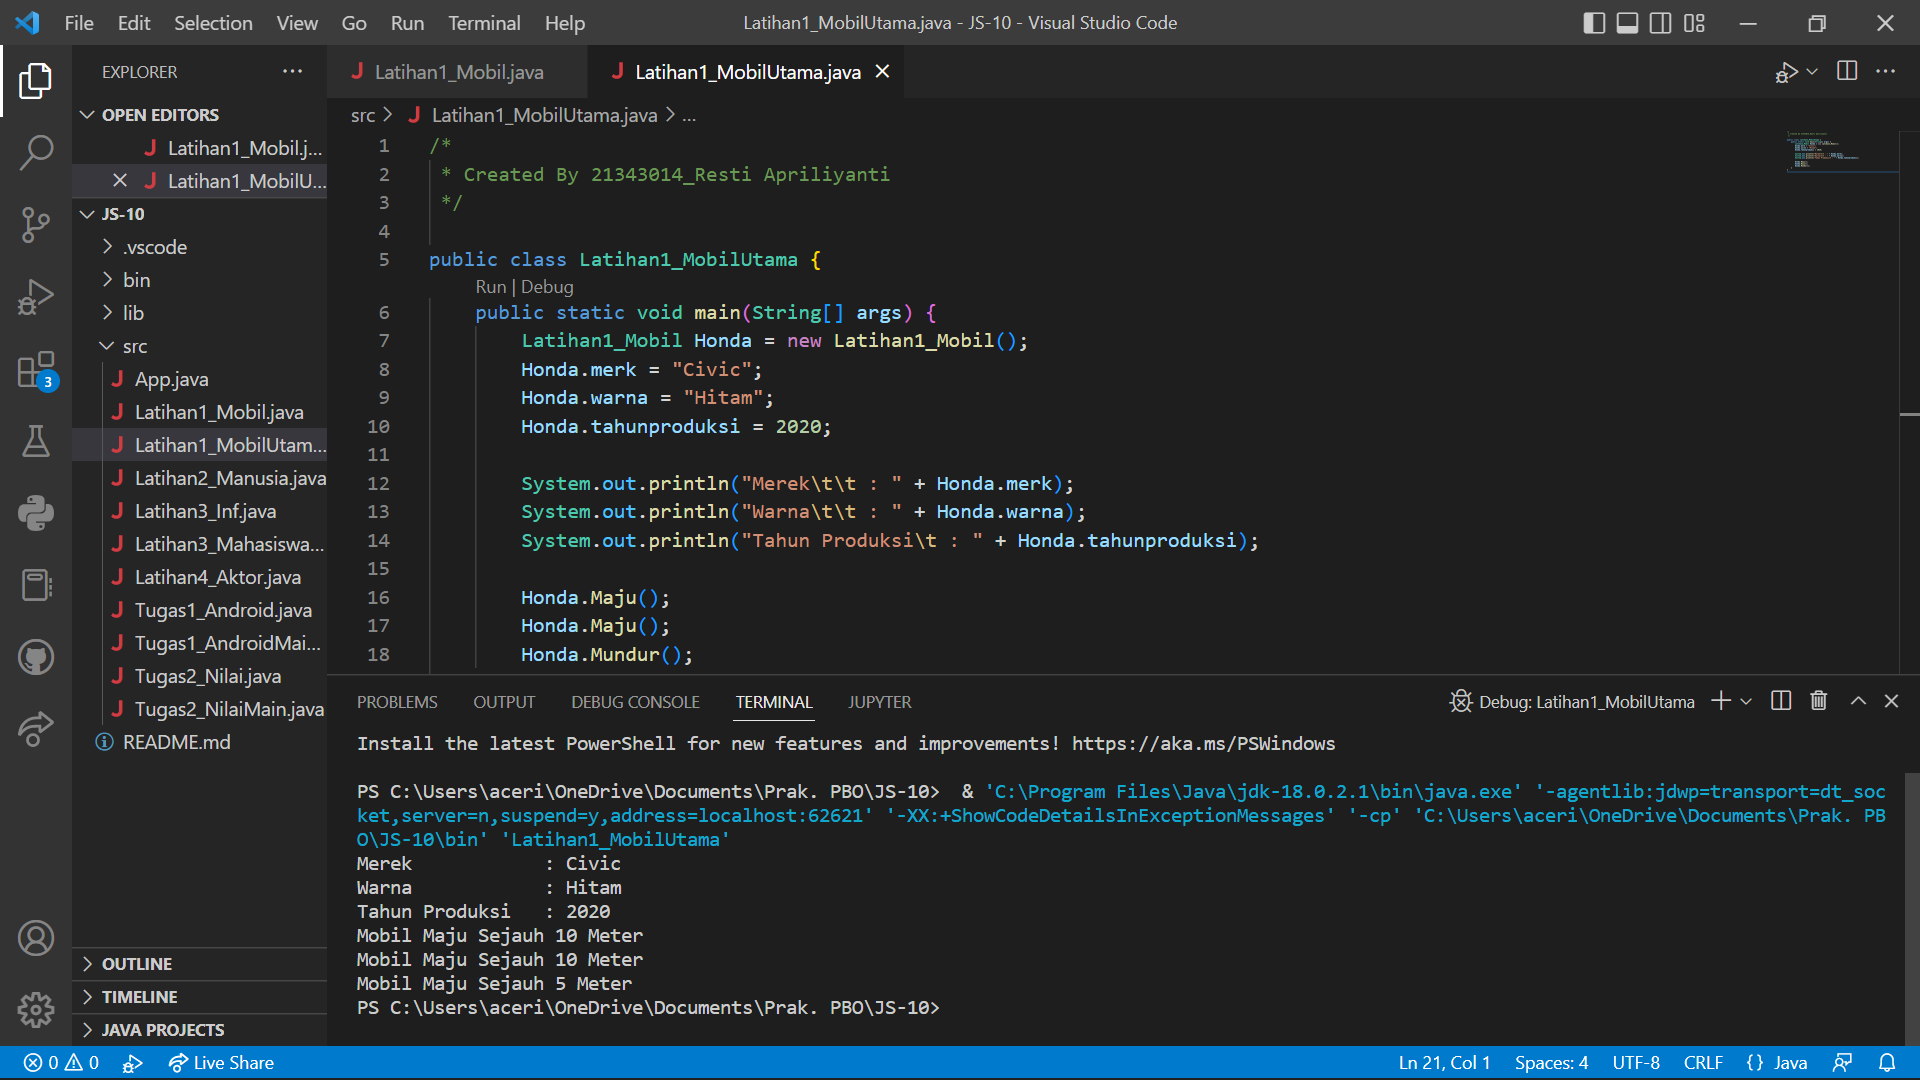 File Edit Selection View Go Run Terminal Help
Latihan1_MobilUtama.java - JS-10 - Visual Studio Code
EXPLORER
OPEN EDITORS
Latihan1_Mobil.j...
Latihan1_MobilU...
JS-10
.vscode
bin
lib
src
App.java
Latihan1_Mobil.java
Latihan1_MobilUtam...
Latihan2_Manusia.java
Latihan3_Inf.java
Latihan3_Mahasiswa...
Latihan4_Aktor.java
Tugas1_Android.java
Tugas1_AndroidMai...
Tugas2_Nilai.java
Tugas2_NilaiMain.java
README.md
OUTLINE
TIMELINE
JAVA PROJECTS
3
Latihan1_Mobil.java
Latihan1_MobilUtama.java
src > Latihan1_MobilUtama.java > ...
1 /*
2 * Created By 21343014_Resti Apriliyanti
3 */
4
5 public class Latihan1_MobilUtama {
Run | Debug
6 public static void main(String[] args) {
7 Latihan1_Mobil Honda = new Latihan1_Mobil();
8 Honda.merk = "Civic";
9 Honda.warna = "Hitam";
10 Honda.tahunproduksi = 2020;
11
12 System.out.println("Merek\t\t : " + Honda.merk);
13 System.out.println("Warna\t\t : " + Honda.warna);
14 System.out.println("Tahun Produksi\t : " + Honda.tahunproduksi);
15
16 Honda.Maju();
17 Honda.Maju();
18 Honda.Mundur();
PROBLEMS OUTPUT DEBUG CONSOLE TERMINAL JUPYTER
Debug: Latihan1_MobilUtama
Install the latest PowerShell for new features and improvements! https://aka.ms/PSWindows
PS C:\Users\aceri\OneDrive\Documents\Prak. PBO\JS-10>  & 'C:\Program Files\Java\jdk-18.0.2.1\bin\java.exe' '-agentlib:jdwp=transport=dt_soc
ket,server=n,suspend=y,address=localhost:62621' '-XX:+ShowCodeDetailsInExceptionMessages' '-cp' 'C:\Users\aceri\OneDrive\Documents\Prak. PB
O\JS-10\bin' 'Latihan1_MobilUtama'
Merek : Civic
Warna : Hitam
Tahun Produksi : 2020
Mobil Maju Sejauh 10 Meter
Mobil Maju Sejauh 10 Meter
Mobil Maju Sejauh 5 Meter
PS C:\Users\aceri\OneDrive\Documents\Prak. PBO\JS-10>
0 0 Live Share
Ln 21, Col 1 Spaces: 4 UTF-8 CRLF {} Java